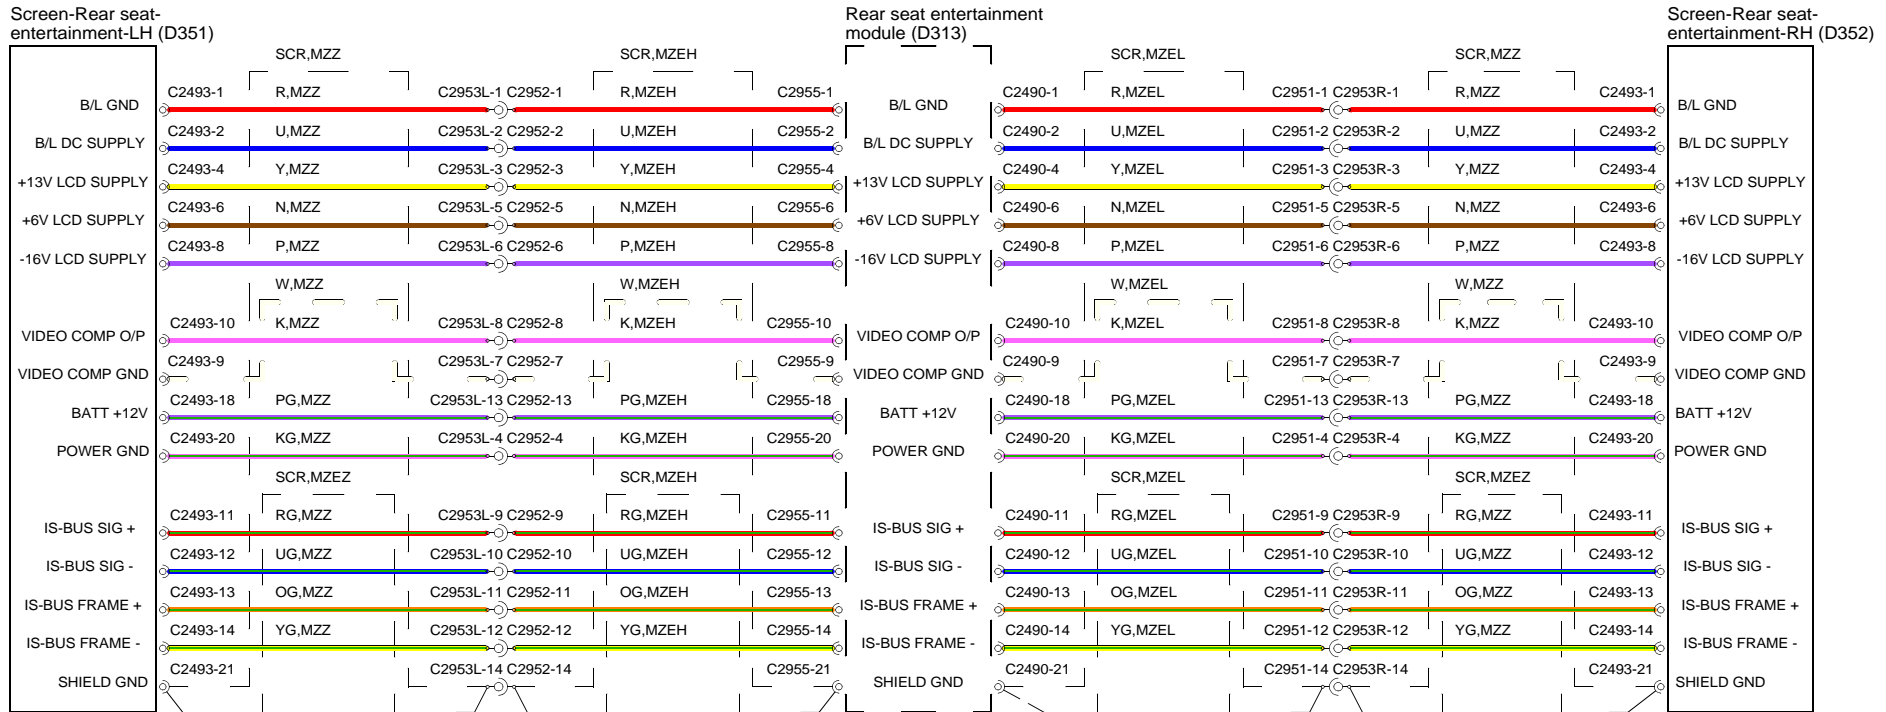 Screen-Rear seat-
entertainment-LH (D351)
Rear seat entertainment
module (D313)
Screen-Rear seat-
entertainment-RH (D352)
SCR,MZZ SCR,MZEH SCR,MZEL SCR,MZZ
B/L GND C2493-1 R,MZZ C2953L-1 C2952-1 R,MZEH C2955-1 B/L GND C2490-1 R,MZEL C2951-1 C2953R-1 R,MZZ C2493-1 B/L GND
B/L DC SUPPLY C2493-2 U,MZZ C2953L-2 C2952-2 U,MZEH C2955-2 B/L DC SUPPLY C2490-2 U,MZEL C2951-2 C2953R-2 U,MZZ C2493-2 B/L DC SUPPLY
+13V LCD SUPPLY C2493-4 Y,MZZ C2953L-3 C2952-3 Y,MZEH C2955-4 +13V LCD SUPPLY C2490-4 Y,MZEL C2951-3 C2953R-3 Y,MZZ C2493-4 +13V LCD SUPPLY
+6V LCD SUPPLY C2493-6 N,MZZ C2953L-5 C2952-5 N,MZEH C2955-6 +6V LCD SUPPLY C2490-6 N,MZEL C2951-5 C2953R-5 N,MZZ C2493-6 +6V LCD SUPPLY
-16V LCD SUPPLY C2493-8 P,MZZ C2953L-6 C2952-6 P,MZEH C2955-8 -16V LCD SUPPLY C2490-8 P,MZEL C2951-6 C2953R-6 P,MZZ C2493-8 -16V LCD SUPPLY
W,MZZ W,MZEH W,MZEL W,MZZ
VIDEO COMP O/P C2493-10 K,MZZ C2953L-8 C2952-8 K,MZEH C2955-10 VIDEO COMP O/P C2490-10 K,MZEL C2951-8 C2953R-8 K,MZZ C2493-10 VIDEO COMP O/P
VIDEO COMP GND C2493-9 C2953L-7 C2952-7 C2955-9 VIDEO COMP GND C2490-9 C2951-7 C2953R-7 C2493-9 VIDEO COMP GND
BATT +12V C2493-18 PG,MZZ C2953L-13 C2952-13 PG,MZEH C2955-18 BATT +12V C2490-18 PG,MZEL C2951-13 C2953R-13 PG,MZZ C2493-18 BATT +12V
POWER GND C2493-20 KG,MZZ C2953L-4 C2952-4 KG,MZEH C2955-20 POWER GND C2490-20 KG,MZEL C2951-4 C2953R-4 KG,MZZ C2493-20 POWER GND
SCR,MZEZ SCR,MZEH SCR,MZEL SCR,MZEZ
IS-BUS SIG + C2493-11 RG,MZZ C2953L-9 C2952-9 RG,MZEH C2955-11 IS-BUS SIG + C2490-11 RG,MZEL C2951-9 C2953R-9 RG,MZZ C2493-11 IS-BUS SIG +
IS-BUS SIG - C2493-12 UG,MZZ C2953L-10 C2952-10 UG,MZEH C2955-12 IS-BUS SIG - C2490-12 UG,MZEL C2951-10 C2953R-10 UG,MZZ C2493-12 IS-BUS SIG -
IS-BUS FRAME + C2493-13 OG,MZZ C2953L-11 C2952-11 OG,MZEH C2955-13 IS-BUS FRAME + C2490-13 OG,MZEL C2951-11 C2953R-11 OG,MZZ C2493-13 IS-BUS FRAME +
IS-BUS FRAME - C2493-14 YG,MZZ C2953L-12 C2952-12 YG,MZEH C2955-14 IS-BUS FRAME - C2490-14 YG,MZEL C2951-12 C2953R-12 YG,MZZ C2493-14 IS-BUS FRAME -
SHIELD GND C2493-21 C2953L-14 C2952-14 C2955-21 SHIELD GND C2490-21 C2951-14 C2953R-14 C2493-21 SHIELD GND